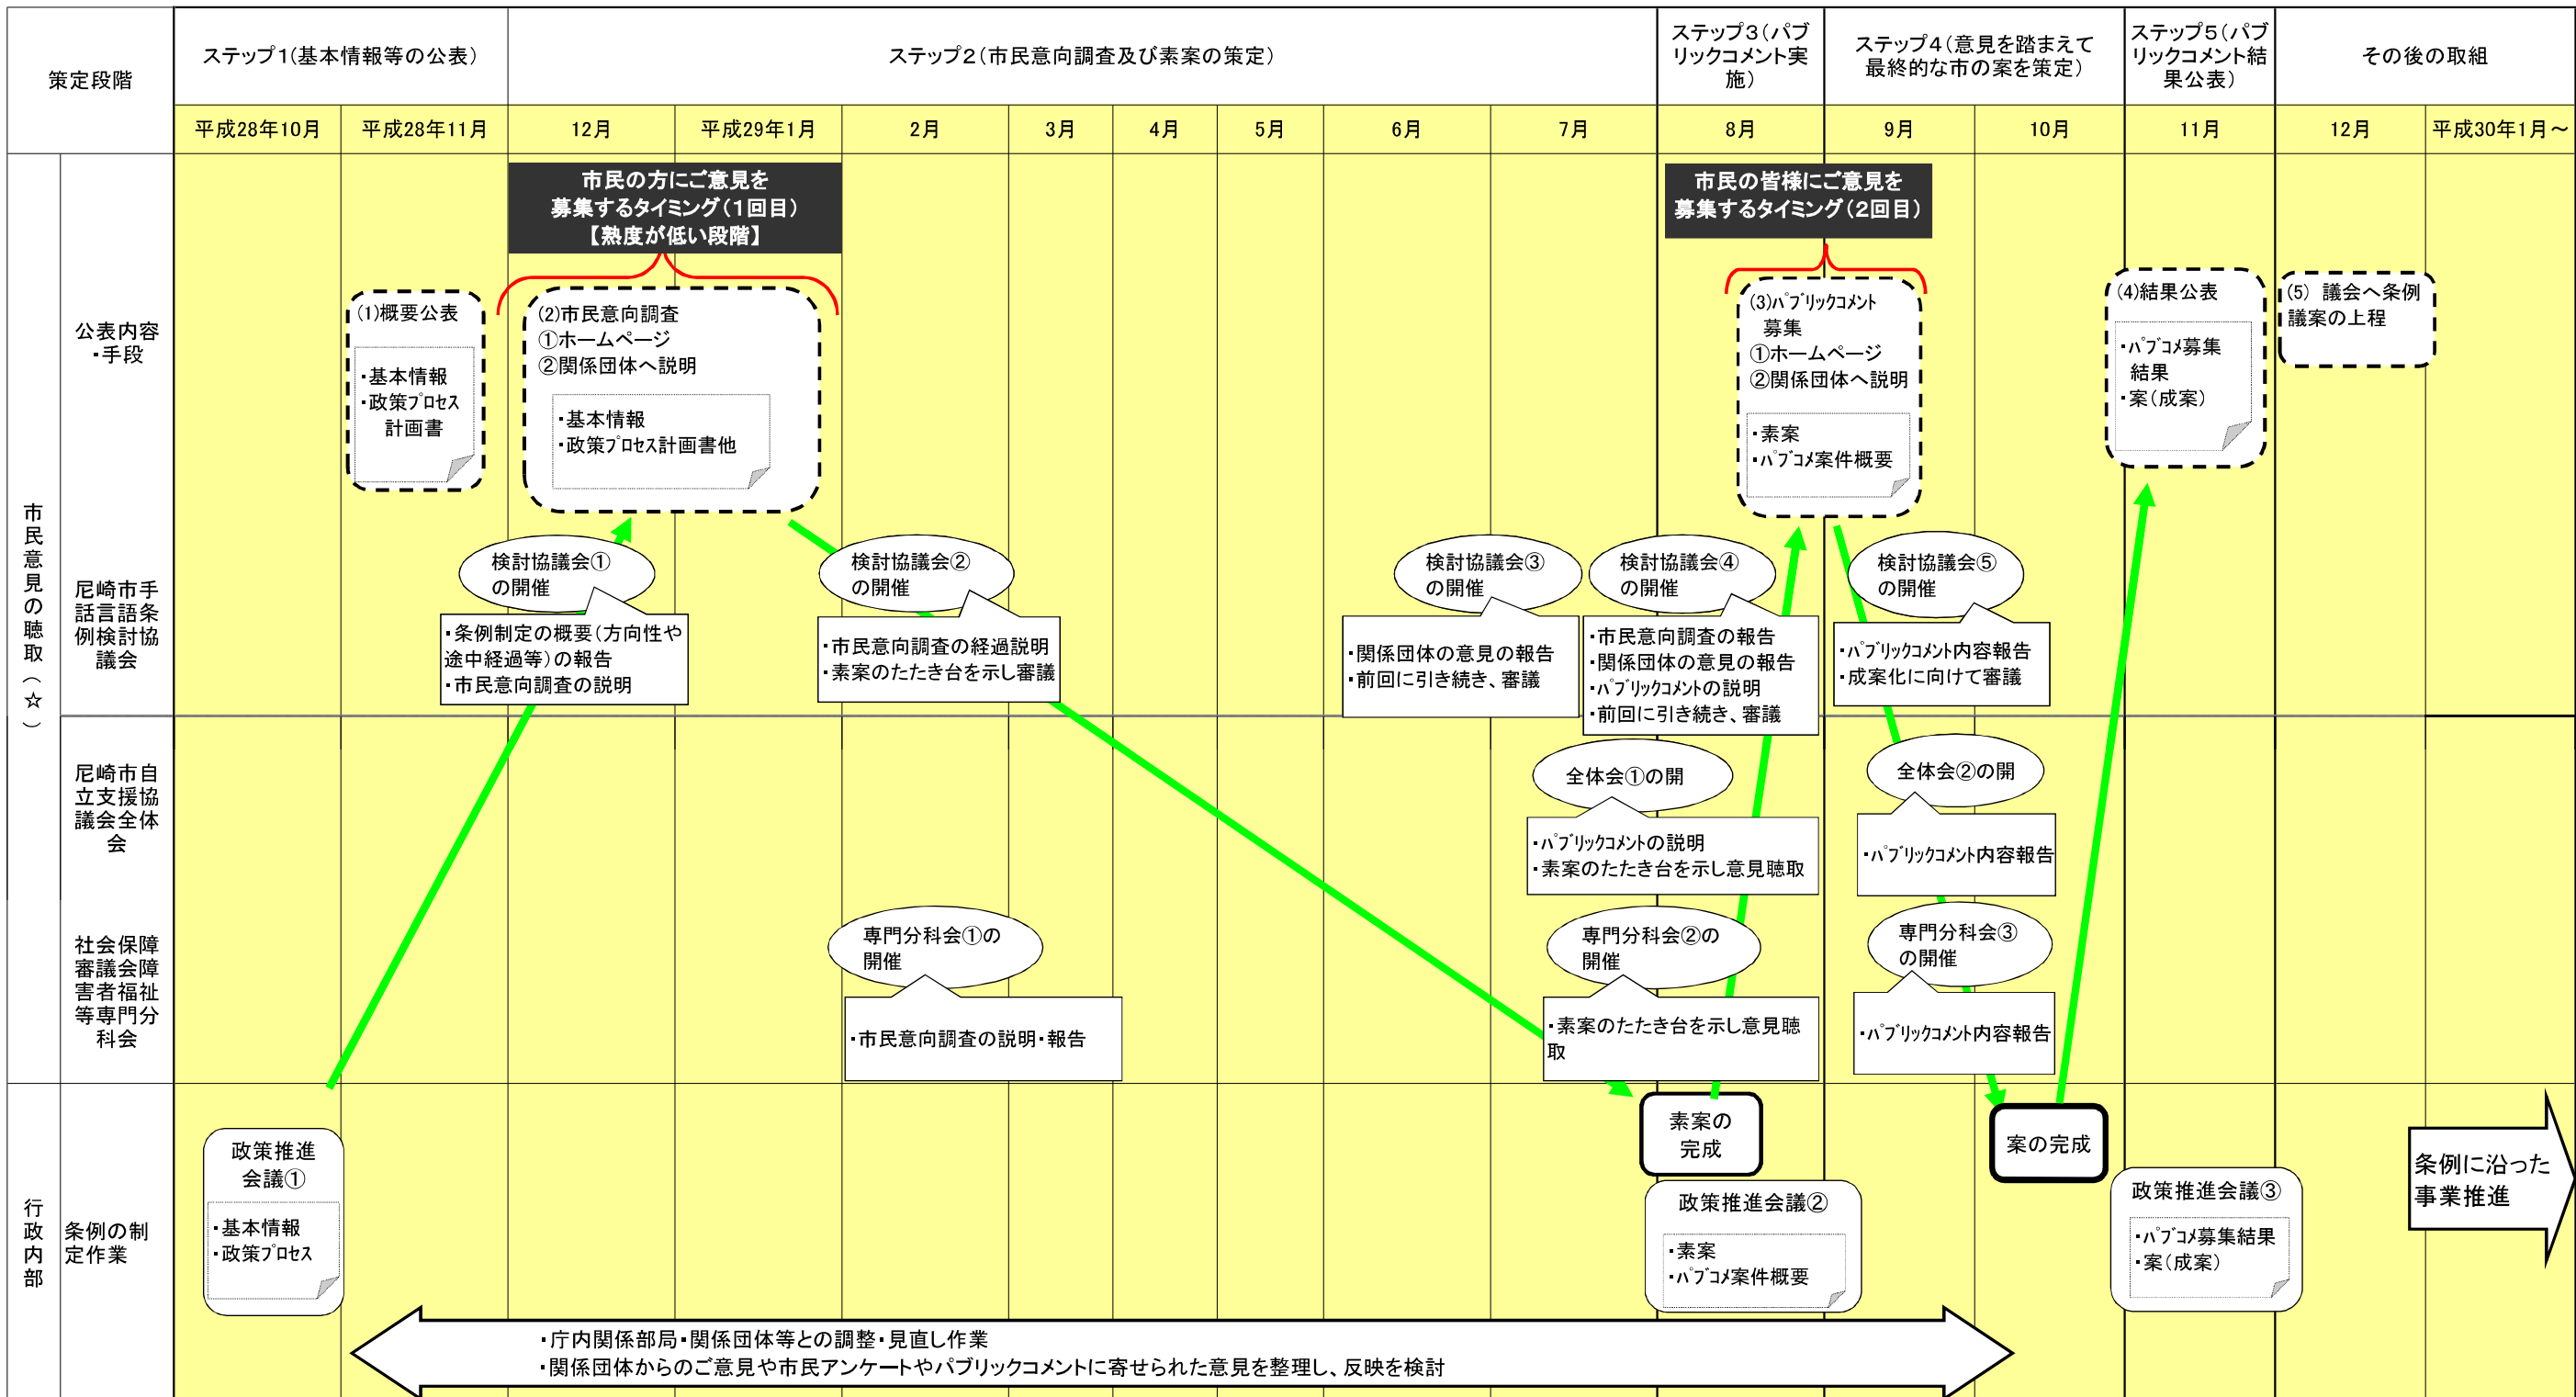 策定段階
ステップ1(基本情報等の公表)
ステップ2(市民意向調査及び素案の策定)
ステップ3(パブ
リックコメント実
施)
ステップ4(意見を踏まえて
最終的な市の案を策定)
ステップ5(パブ
リックコメント結
果公表)
その後の取組
平成28年10月
平成28年11月
12月
平成29年1月
2月
3月
4月
5月
6月
7月
8月
9月
10月
11月
12月
平成30年1月~
市民意見の聴取(☆)
公表内容
・手段
市民の方にご意見を
募集するタイミング(1回目)
【熟度が低い段階】
市民の皆様にご意見を
募集するタイミング(2回目)
(1)概要公表
・基本情報
・政策プロセス
計画書
(2)市民意向調査
①ホームページ
②関係団体へ説明
・基本情報
・政策プロセス計画書他
(3)パブリックコメント
募集
①ホームページ
②関係団体へ説明
・素案
・パブコメ案件概要
(4)結果公表
・パブコメ募集
結果
・案(成案)
(5) 議会へ条例
議案の上程
尼崎市手
話言語条
例検討協
議会
検討協議会①
の開催
・条例制定の概要(方向性や
途中経過等)の報告
・市民意向調査の説明
検討協議会②
の開催
・市民意向調査の経過説明
・素案のたたき台を示し審議
検討協議会③
の開催
・関係団体の意見の報告
・前回に引き続き、審議
検討協議会④
の開催
・市民意向調査の報告
・関係団体の意見の報告
・パブリックコメントの説明
・前回に引き続き、審議
検討協議会⑤
の開催
・パブリックコメント内容報告
・成案化に向けて審議
尼崎市自
立支援協
議会全体
会
全体会①の開
・パブリックコメントの説明
・素案のたたき台を示し意見聴取
全体会②の開
・パブリックコメント内容報告
社会保障
審議会障
害者福祉
等専門分
科会
専門分科会①の
開催
・市民意向調査の説明・報告
専門分科会②の
開催
・素案のたたき台を示し意見聴
取
専門分科会③
の開催
・パブリックコメント内容報告
行政内部
条例の制
定作業
政策推進
会議①
・基本情報
・政策プロセス
素案の
完成
政策推進会議②
・素案
・パブコメ案件概要
案の完成
政策推進会議③
・パブコメ募集結果
・案(成案)
条例に沿った
事業推進
・庁内関係部局・関係団体等との調整・見直し作業
・関係団体からのご意見や市民アンケートやパブリックコメントに寄せられた意見を整理し、反映を検討